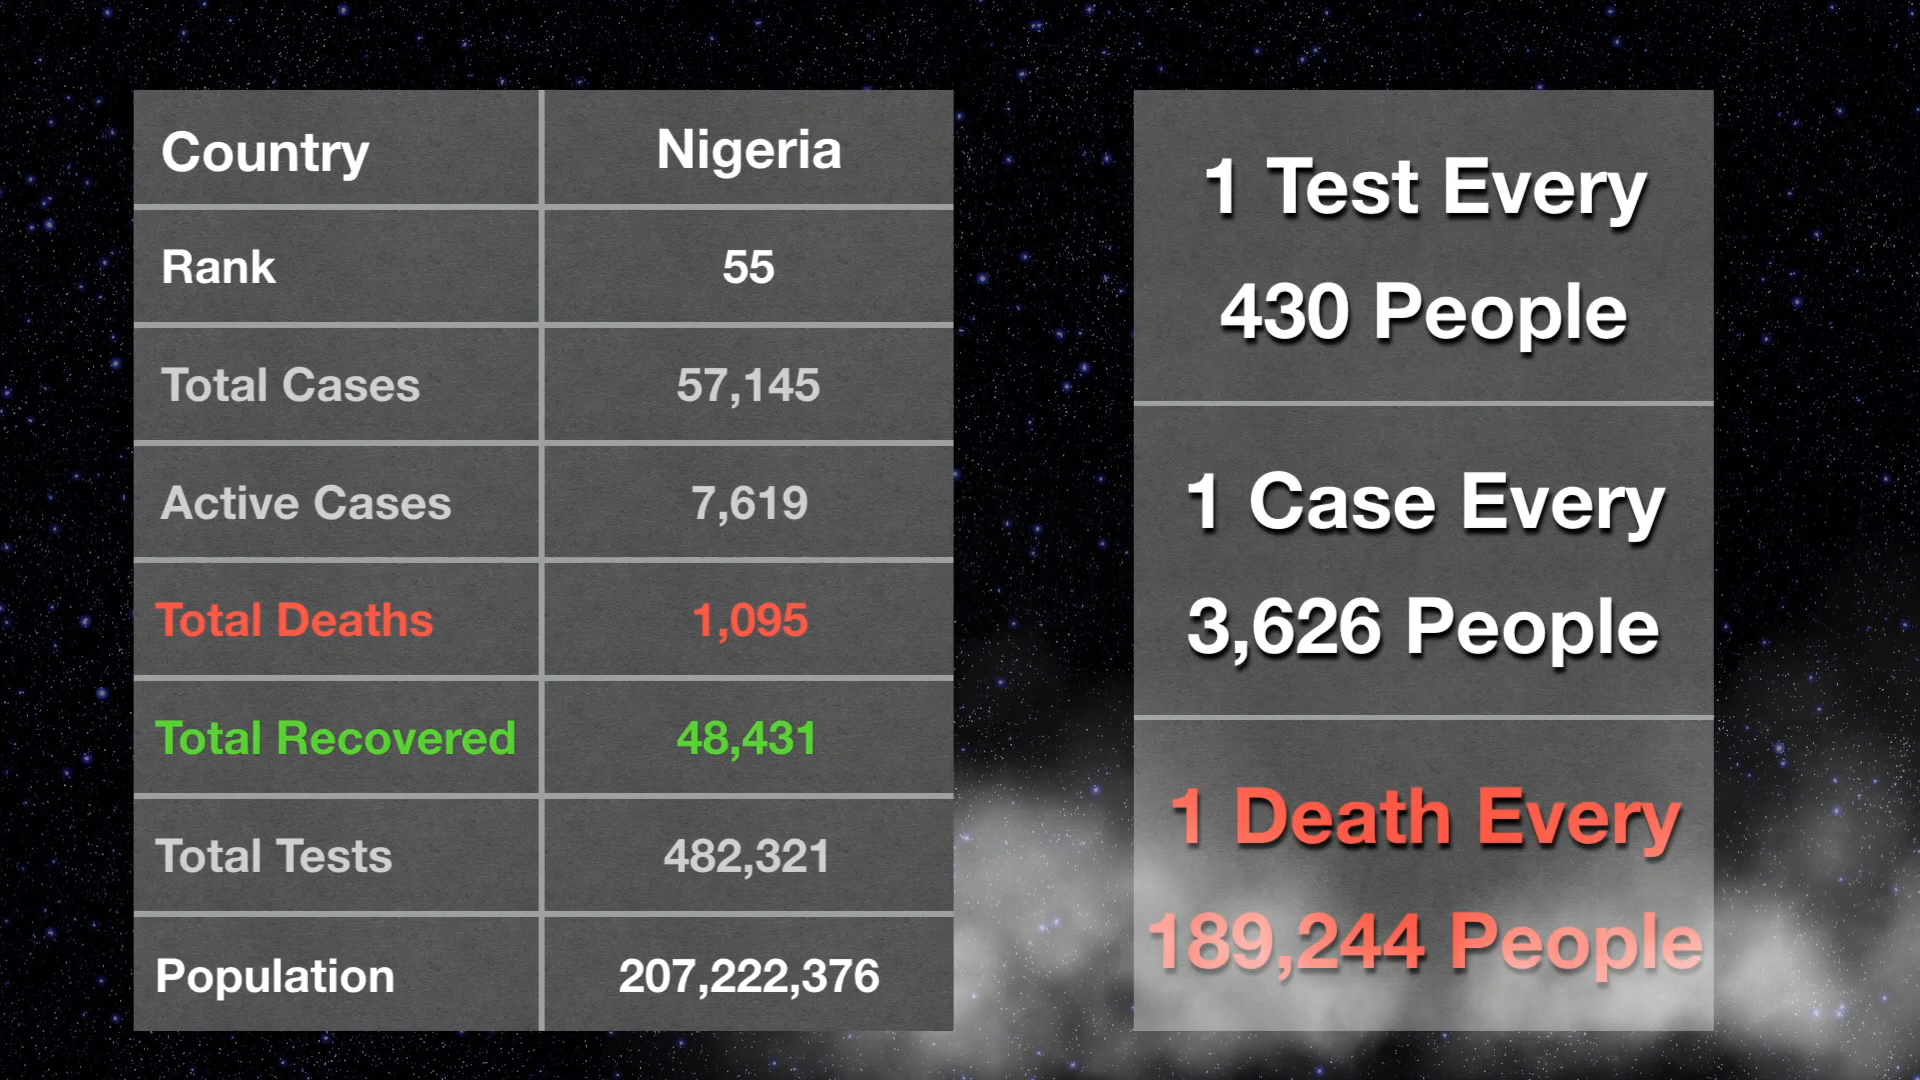 Country Nigeria
Rank 55
Total Cases 57,145
Active Cases 7,619
Total Deaths 1,095
Total Recovered 48,431
Total Tests 482,321
Population 207,222,376
1 Test Every
430 People
1 Case Every
3,626 People
1 Death Every
189,244 People